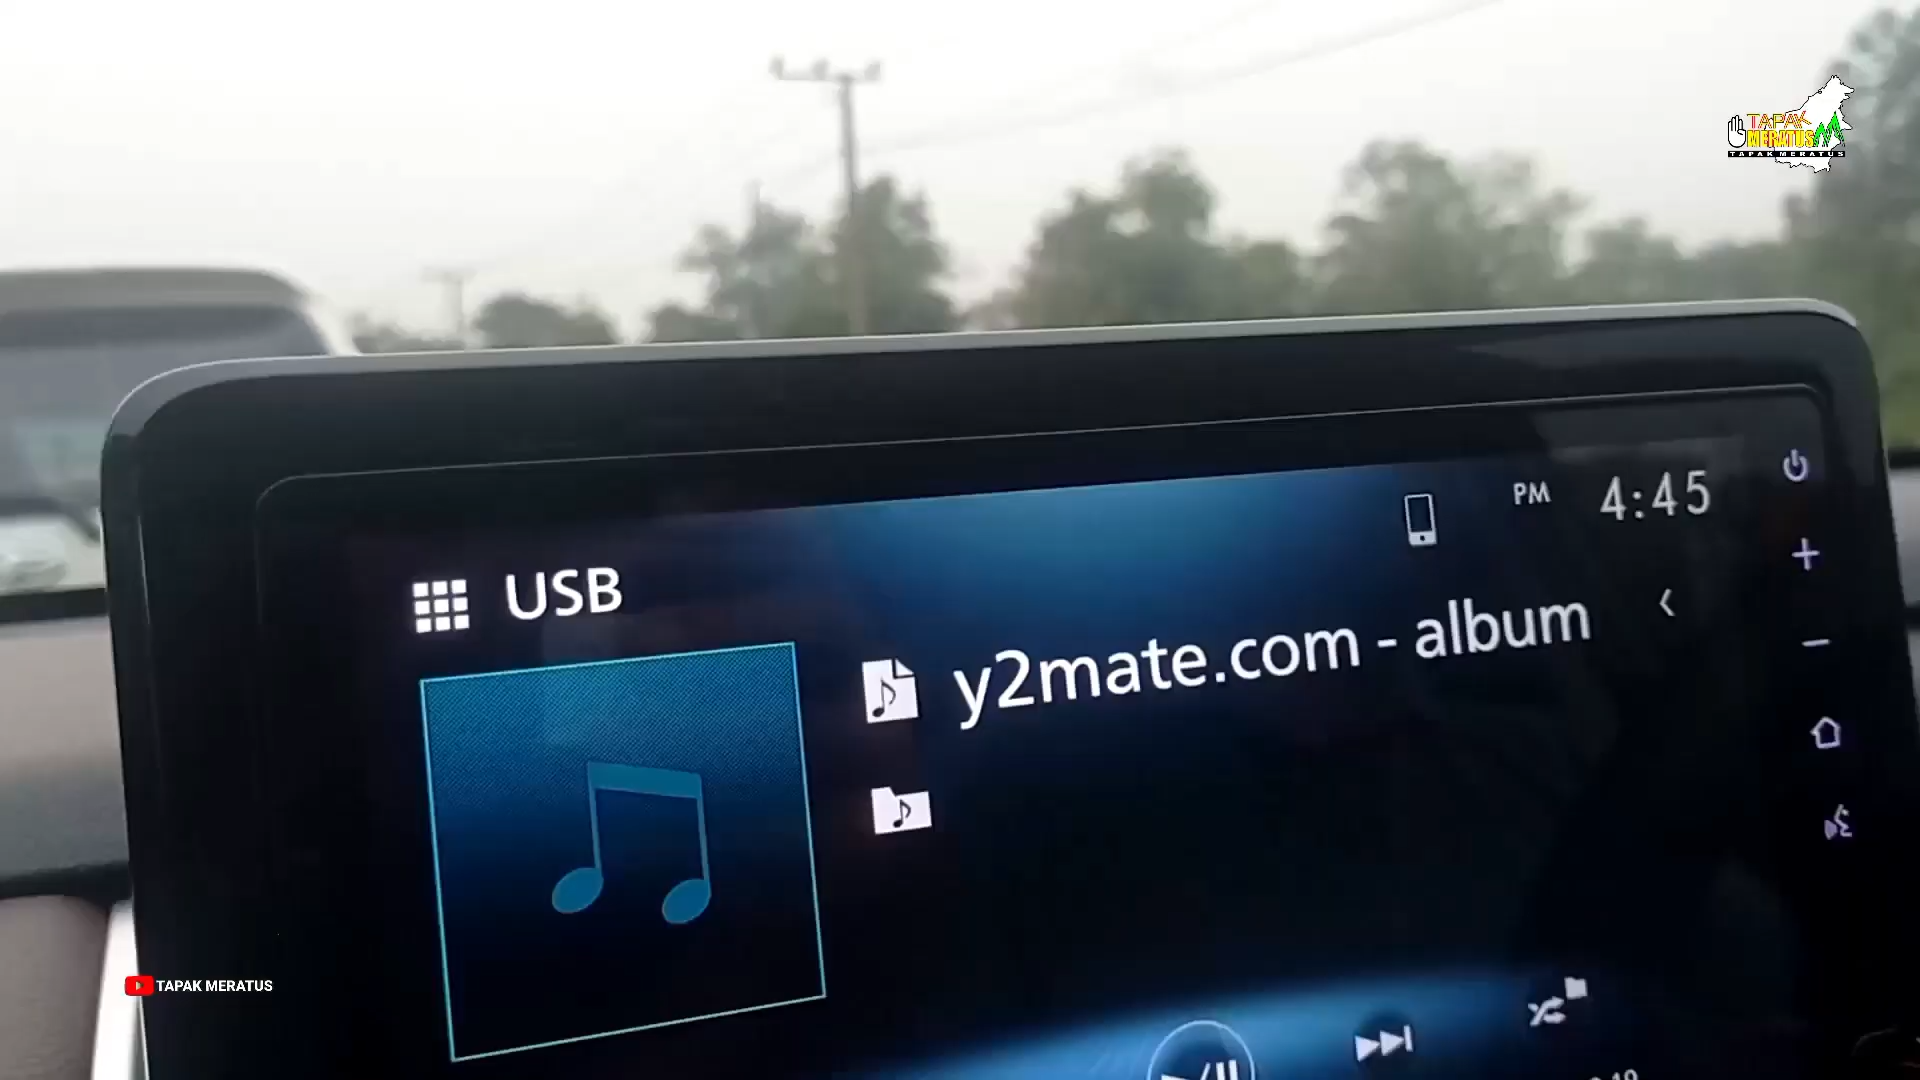 TAPAK
MERATUS
TAPAK MERATUS
PM 4:45
USB
y2mate.com - album
TAPAK MERATUS